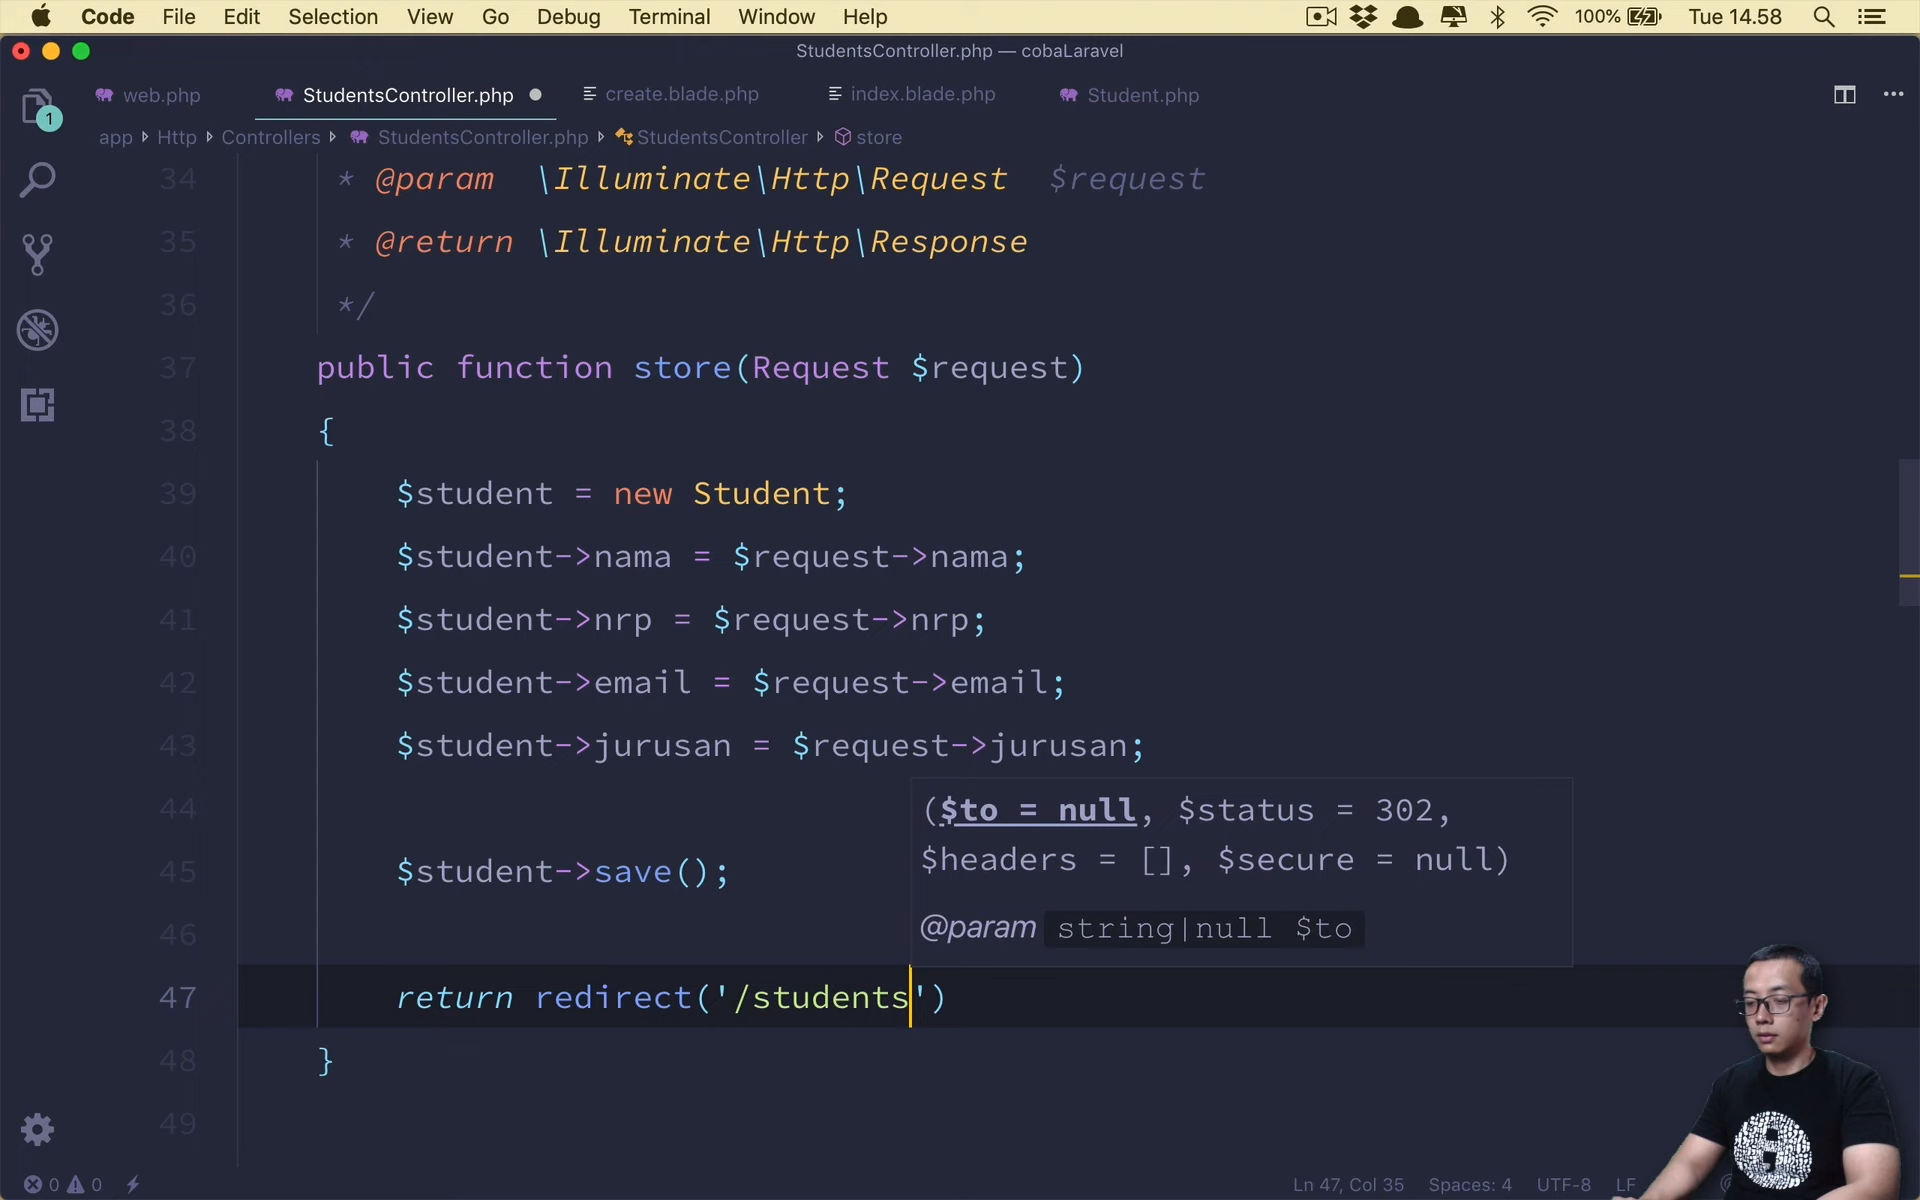 Code File Edit Selection View Go Debug Terminal Window Help 100% Tue 14.58
StudentsController.php — cobaLaravel
web.php StudentsController.php create.blade.php index.blade.php Student.php
app Http Controllers StudentsController.php StudentsController store
1
34 * @param \Illuminate\Http\Request $request
35 * @return \Illuminate\Http\Response
36 */
37 public function store(Request $request)
38 {
39 $student = new Student;
40 $student->nama = $request->nama;
41 $student->nrp = $request->nrp;
42 $student->email = $request->email;
43 $student->jurusan = $request->jurusan;
44
($to = null, $status = 302,
$headers = [], $secure = null)
45 $student->save();
@param string|null $to
46
47 return redirect('/students')
48 }
49
0 0 Ln 47, Col 35 Spaces: 4 UTF-8 LF